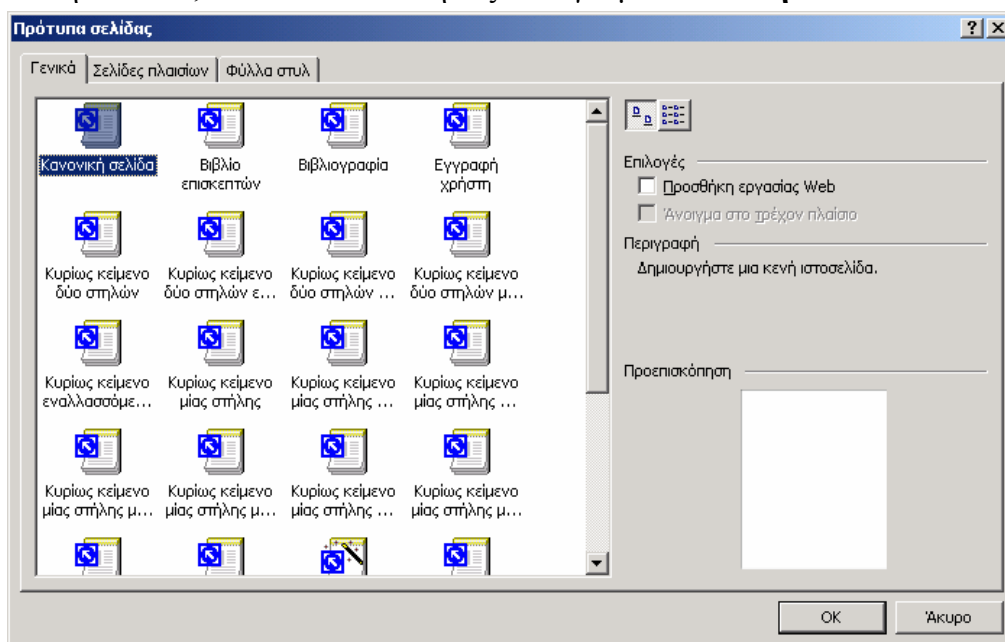 Πρότυπα σελίδας
Γενικά Σελίδες πλαισίων Φύλλα στυλ
Κανονική σελίδα
Βιβλίο
επισκεπτών
Βιβλιογραφία
Εγγραφή
χρήστη
Κυρίως κείμενο
δύο στηλών
Κυρίως κείμενο
δύο στηλών ε...
Κυρίως κείμενο
δύο στηλών ...
Κυρίως κείμενο
δύο στηλών μ...
Κυρίως κείμενο
εναλλασσόμε...
Κυρίως κείμενο
μίας στήλης
Κυρίως κείμενο
μίας στήλης ...
Κυρίως κείμενο
μίας στήλης ...
Κυρίως κείμενο
μίας στήλης μ...
Κυρίως κείμενο
μίας στήλης μ...
Κυρίως κείμενο
μίας στήλης ...
Κυρίως κείμενο
μίας στήλης μ...
Επιλογές
Προσθήκη εργασίας Web
Άνοιγμα στο τρέχον πλαίσιο
Περιγραφή
Δημιουργήστε μια κενή ιστοσελίδα.
Προεπισκόπηση
OK
Άκυρο